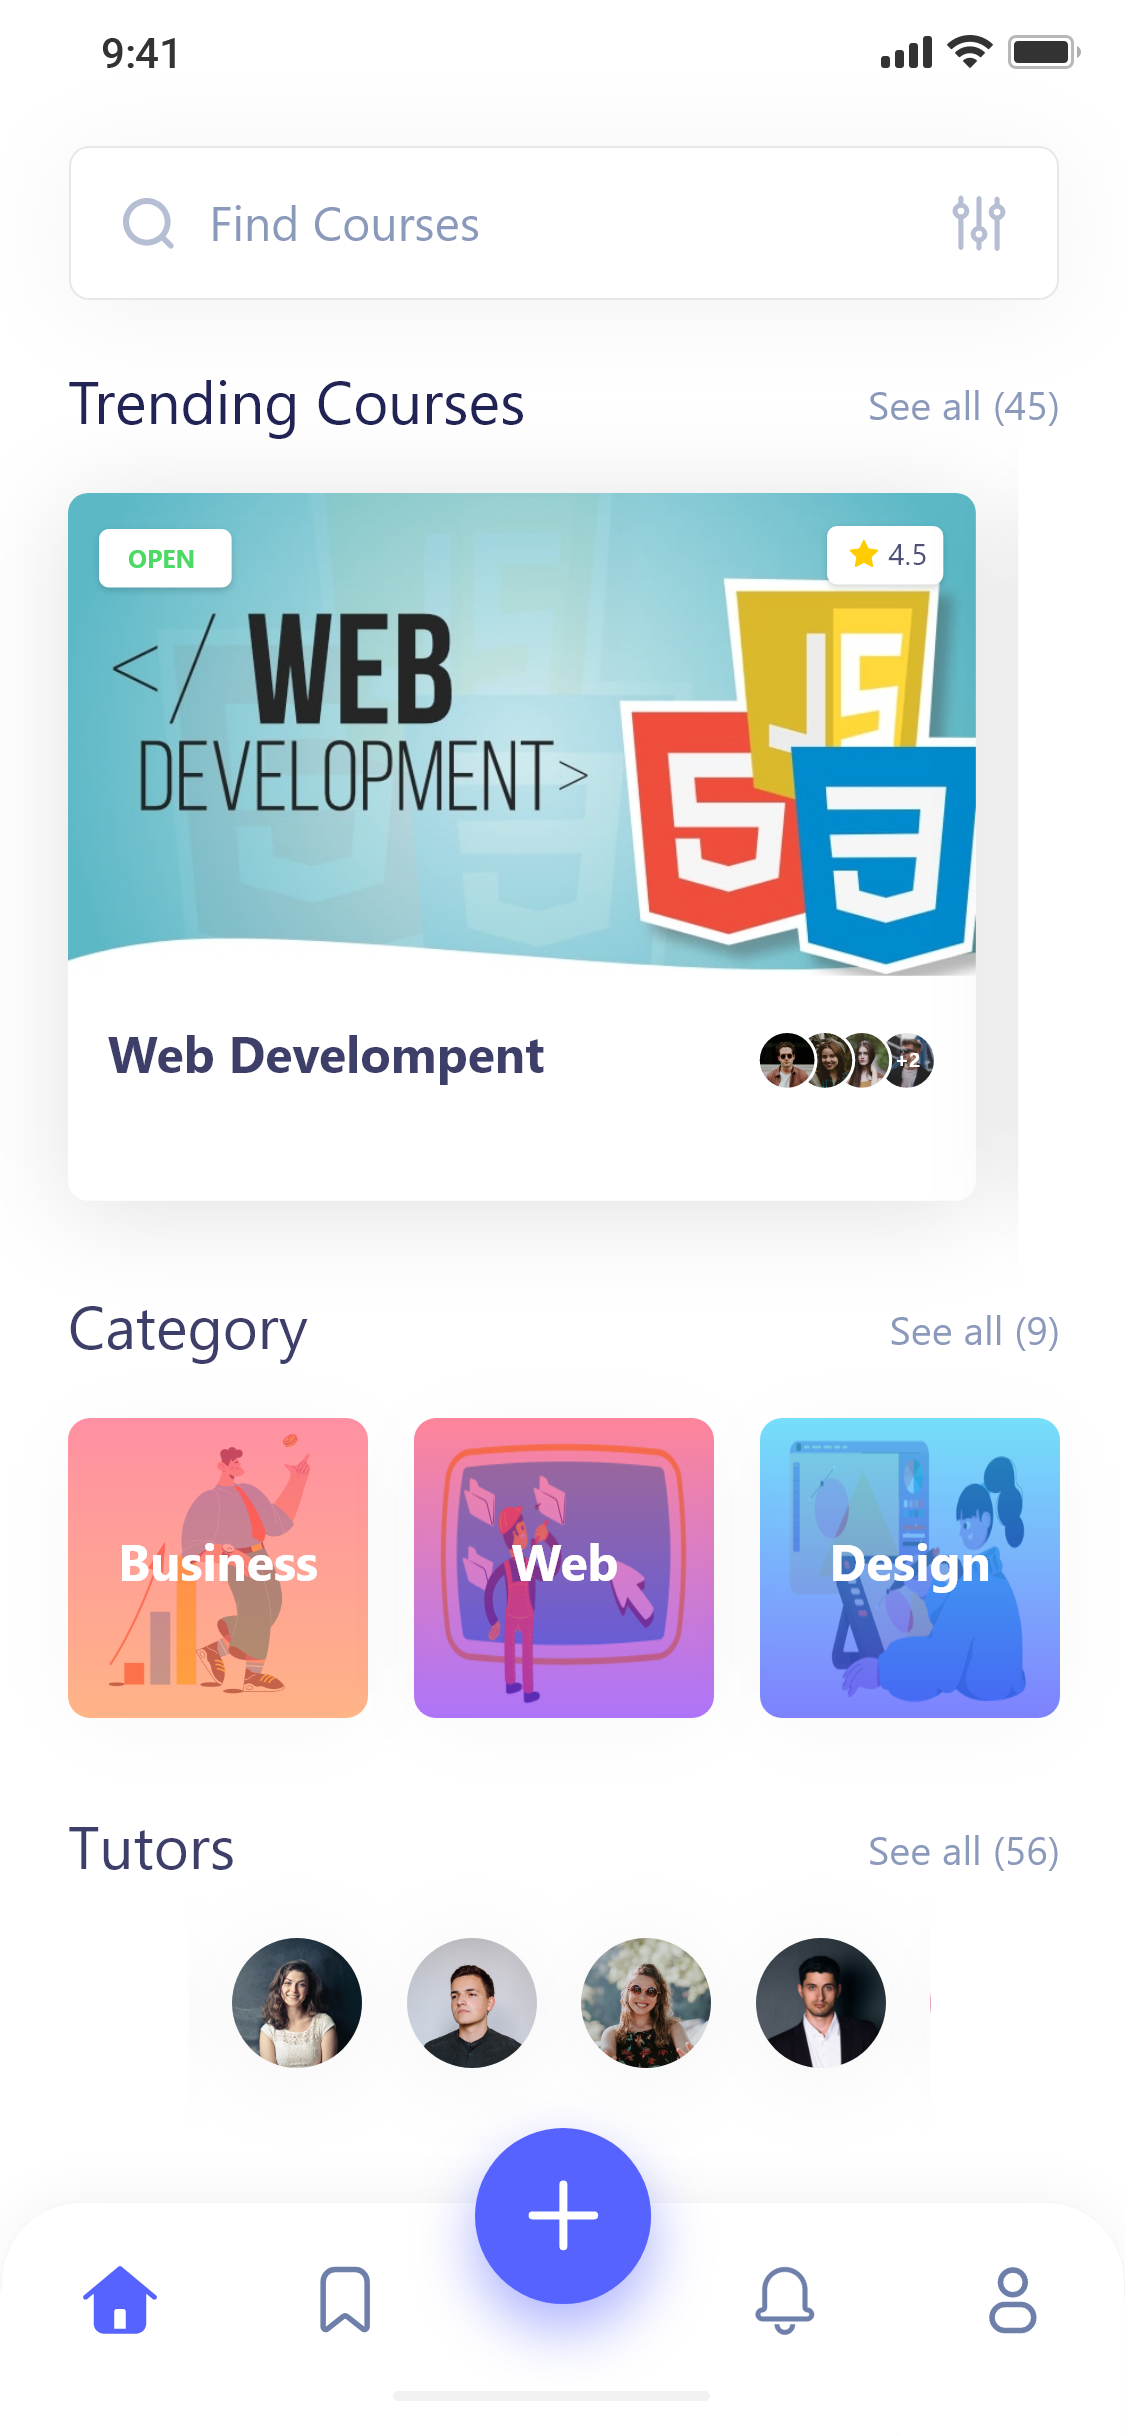 9:41
Find Courses
Trending Courses
See all (45)
OPEN
4.5
</ WEB
DEVELOPMENT>
JS
5
3
Web Develompent
+2
Category
See all (9)
Business
Web
Design
Tutors
See all (56)